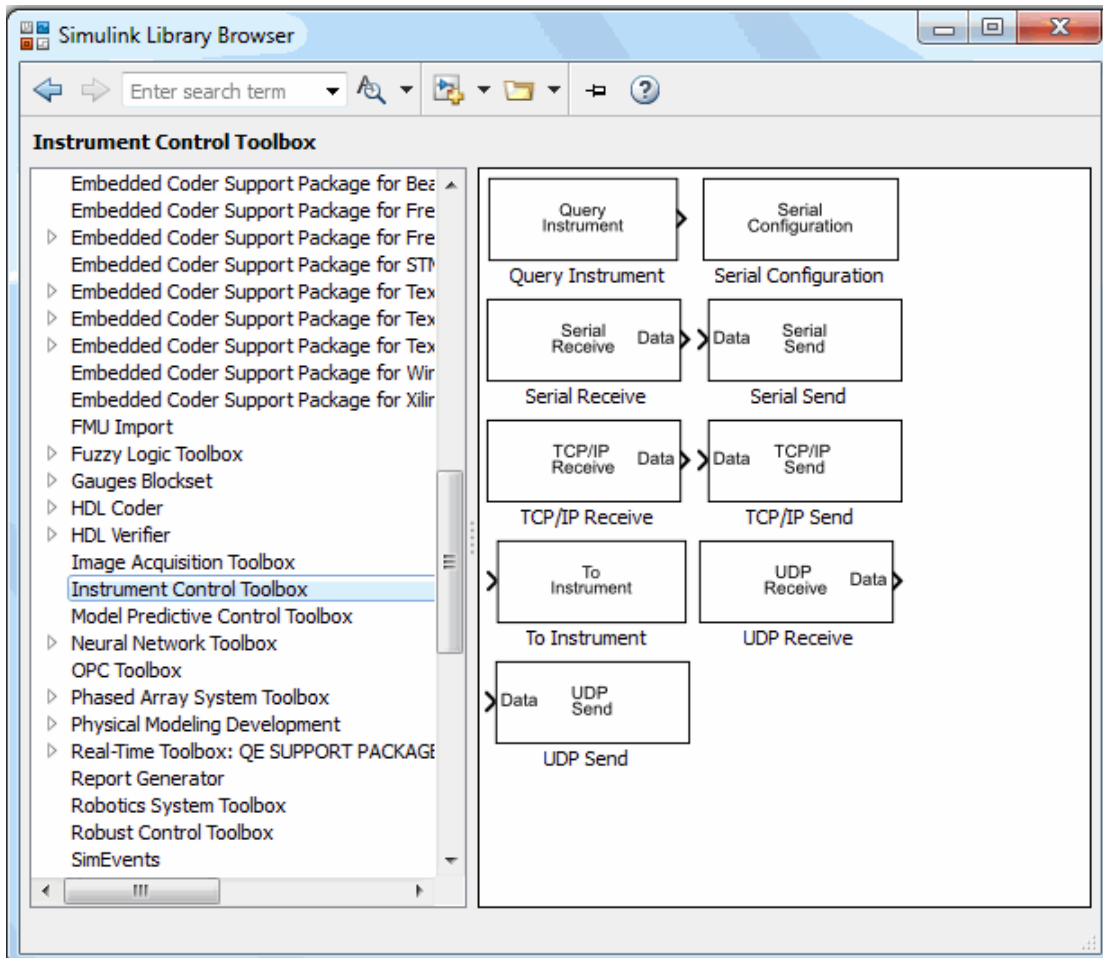 Simulink Library Browser
Enter search term
Instrument Control Toolbox
Embedded Coder Support Package for Bea
Embedded Coder Support Package for Fre
Embedded Coder Support Package for Fre
Embedded Coder Support Package for STM
Embedded Coder Support Package for Tex
Embedded Coder Support Package for Tex
Embedded Coder Support Package for Tex
Embedded Coder Support Package for Wir
Embedded Coder Support Package for Xilin
FMU Import
Fuzzy Logic Toolbox
Gauges Blockset
HDL Coder
HDL Verifier
Image Acquisition Toolbox
Instrument Control Toolbox
Model Predictive Control Toolbox
Neural Network Toolbox
OPC Toolbox
Phased Array System Toolbox
Physical Modeling Development
Real-Time Toolbox: QE SUPPORT PACKAGE
Report Generator
Robotics System Toolbox
Robust Control Toolbox
SimEvents
Query
Instrument
Query Instrument
Serial
Configuration
Serial Configuration
Serial
Receive
Data
Serial Receive
Data
Serial
Send
Serial Send
TCP/IP
Receive
Data
TCP/IP Receive
Data
TCP/IP
Send
TCP/IP Send
To
Instrument
To Instrument
UDP
Receive
Data
UDP Receive
Data
UDP
Send
UDP Send